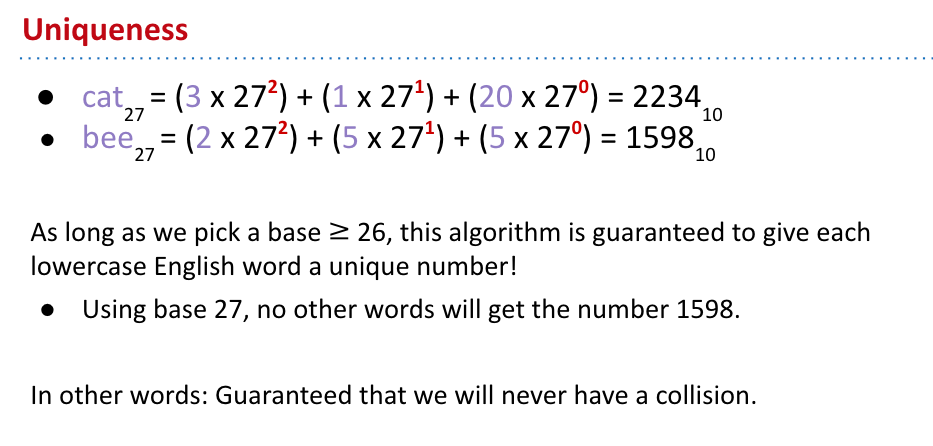 Uniqueness
● cat₂₇ = (3 x 27²) + (1 x 27¹) + (20 x 27⁰) = 2234₁₀
● bee₂₇ = (2 x 27²) + (5 x 27¹) + (5 x 27⁰) = 1598₁₀
As long as we pick a base ≥ 26, this algorithm is guaranteed to give each
lowercase English word a unique number!
● Using base 27, no other words will get the number 1598.
In other words: Guaranteed that we will never have a collision.